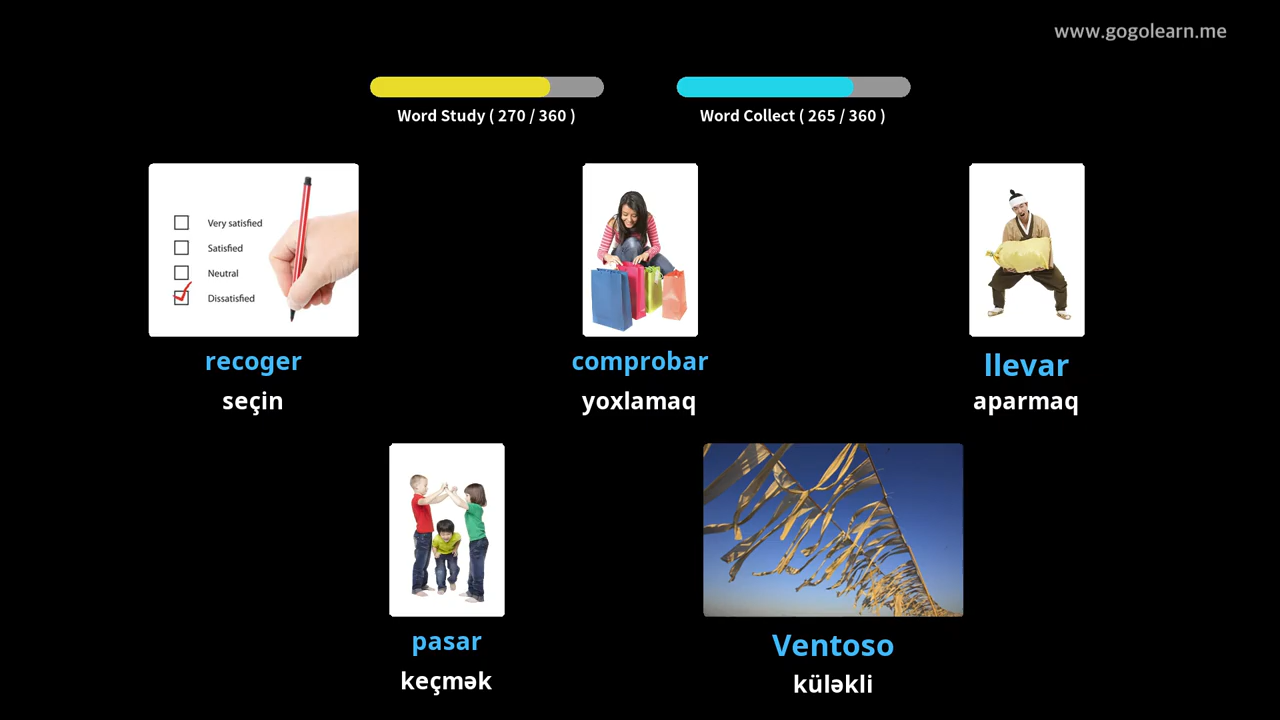 www.gogolearn.me
Word Study ( 270 / 360 )
Word Collect ( 265 / 360 )
Very satisfied
Satisfied
Neutral
Dissatisfied
recoger
seçin
comprobar
yoxlamaq
llevar
aparmaq
pasar
keçmək
Ventoso
küləkli